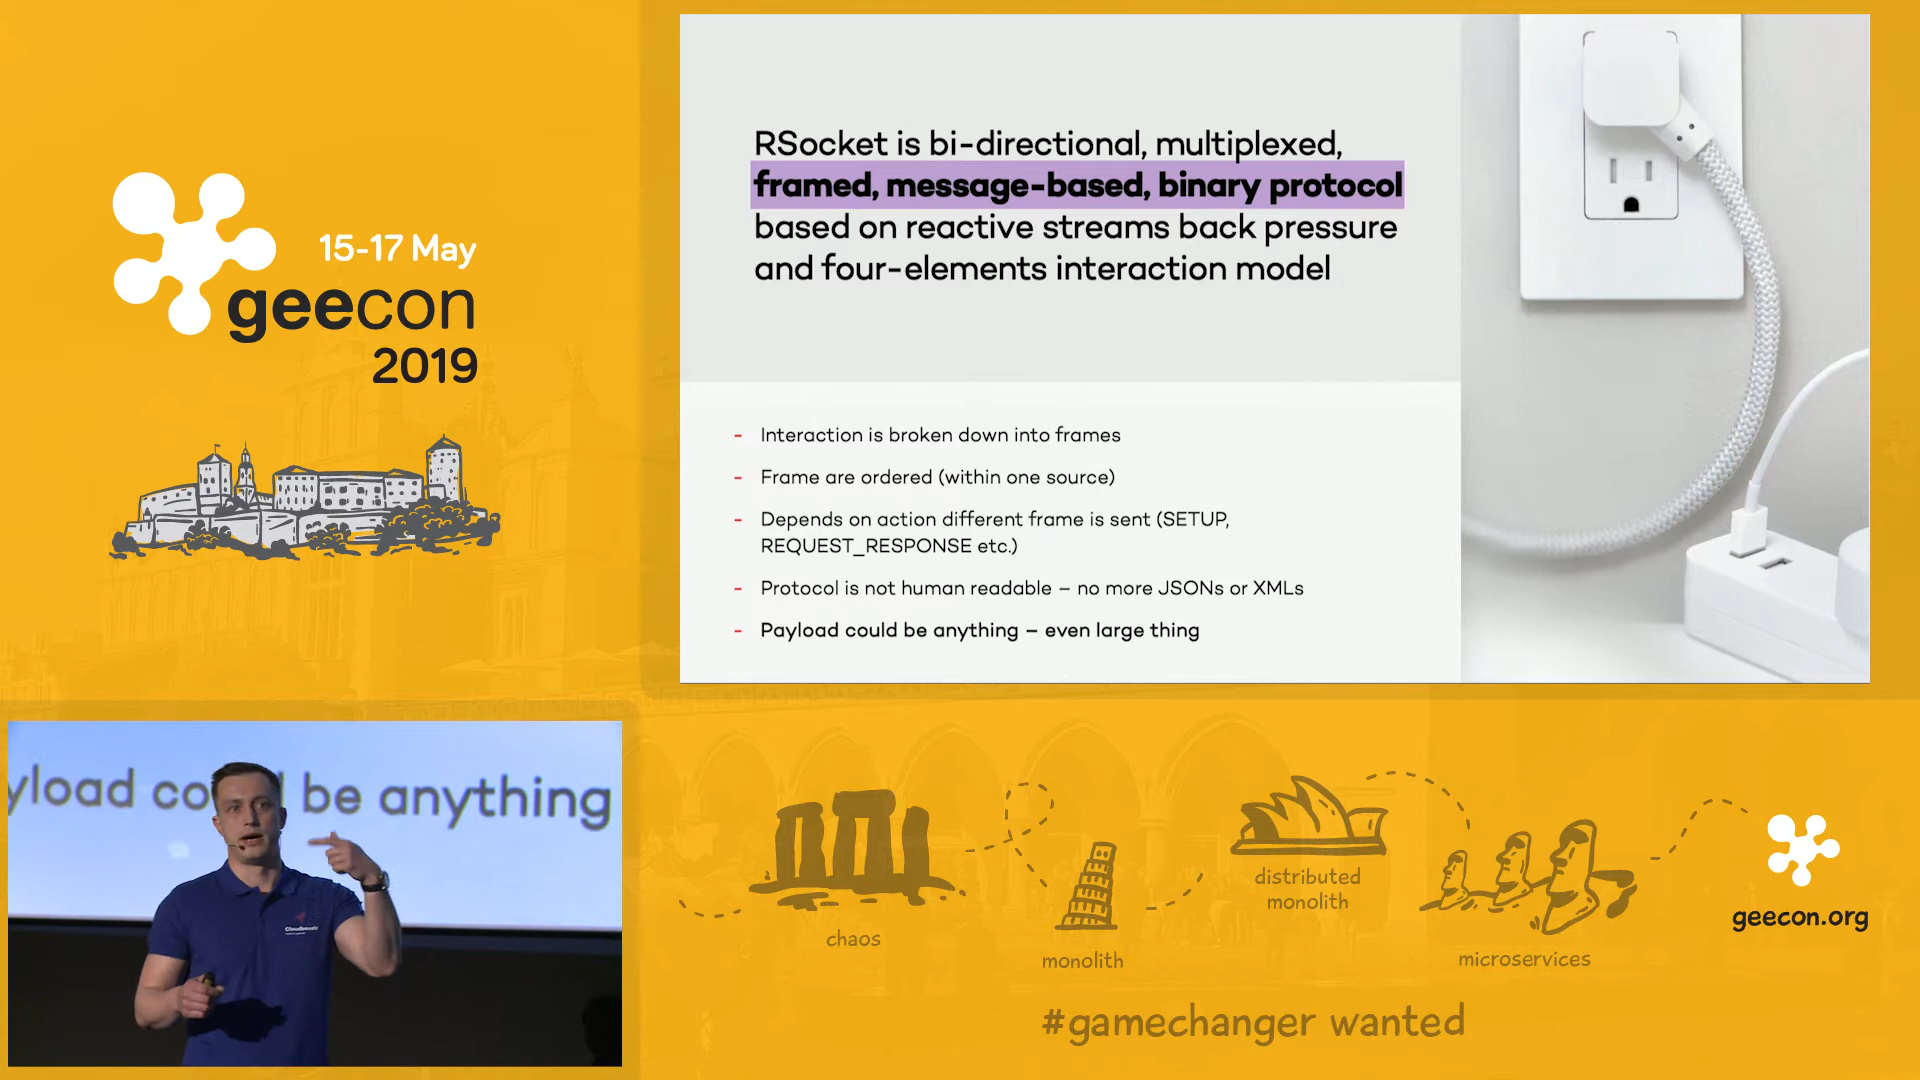 15-17 May
geecon
2019
RSocket is bi-directional, multiplexed,
framed, message-based, binary protocol
based on reactive streams back pressure
and four-elements interaction model
- Interaction is broken down into frames
- Frame are ordered (within one source)
- Depends on action different frame is sent (SETUP,
REQUEST_RESPONSE etc.)
- Protocol is not human readable – no more JSONs or XMLs
- Payload could be anything – even large thing
be anything
chaos
monolith
distributed
monolith
microservices
geecon.org
#gamechanger wanted